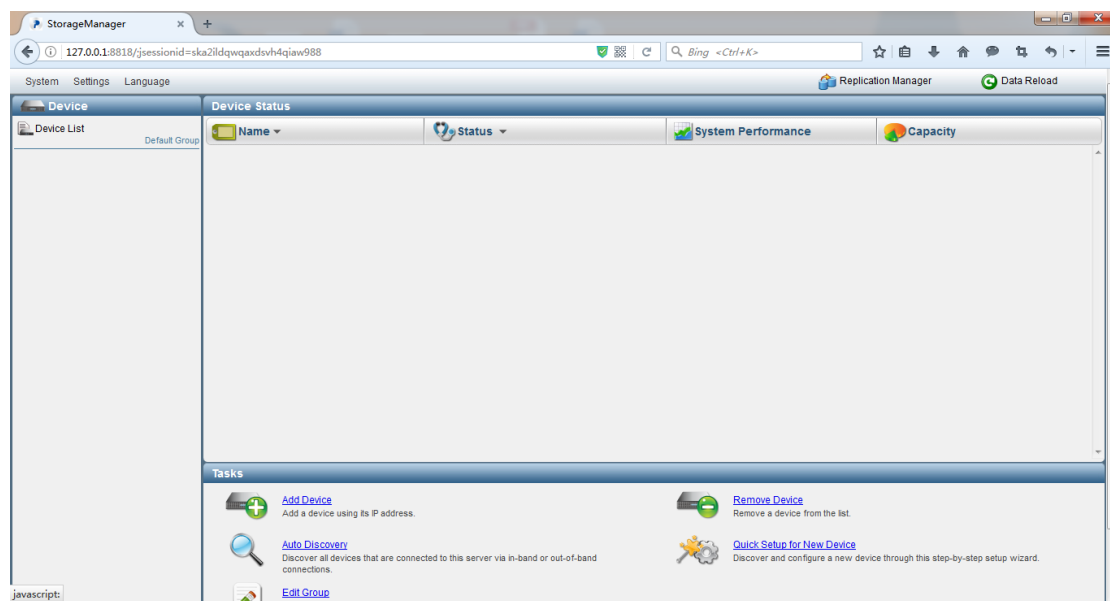 StorageManager
127.0.0.1:8818/;jsessionid=ska2ildqwqaxdsvh4qiaw988
Bing <Ctrl+K>
System Settings Language
Replication Manager
Data Reload
Device
Device Status
Device List
Default Group
Name
Status
System Performance
Capacity
Tasks
Add Device
Add a device using its IP address.
Remove Device
Remove a device from the list.
Auto Discovery
Discover all devices that are connected to this server via in-band or out-of-band
connections.
Quick Setup for New Device
Discover and configure a new device through this step-by-step setup wizard.
Edit Group
javascript: